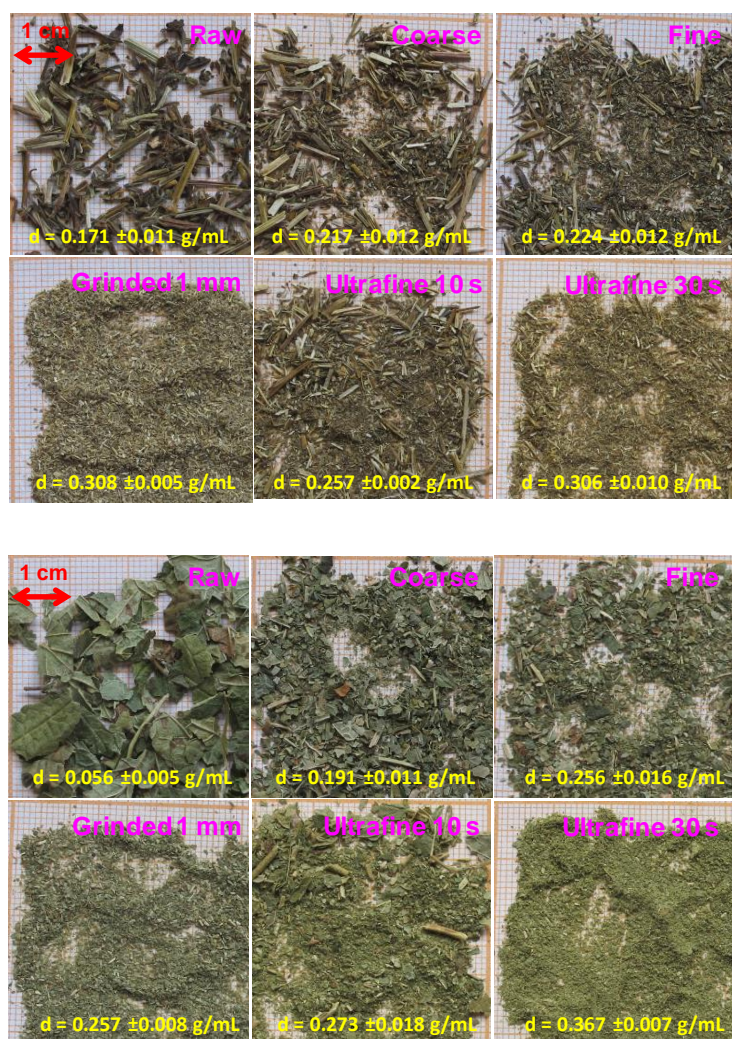 1 cm
Raw
d = 0.171 ±0.011 g/mL
Coarse
d = 0.217 ±0.012 g/mL
Fine
d = 0.224 ±0.012 g/mL
Grinded 1 mm
d = 0.308 ±0.005 g/mL
Ultrafine 10 s
d = 0.257 ±0.002 g/mL
Ultrafine 30 s
d = 0.306 ±0.010 g/mL
1 cm
Raw
d = 0.056 ±0.005 g/mL
Coarse
d = 0.191 ±0.011 g/mL
Fine
d = 0.256 ±0.016 g/mL
Grinded 1 mm
d = 0.257 ±0.008 g/mL
Ultrafine 10 s
d = 0.273 ±0.018 g/mL
Ultrafine 30 s
d = 0.367 ±0.007 g/mL